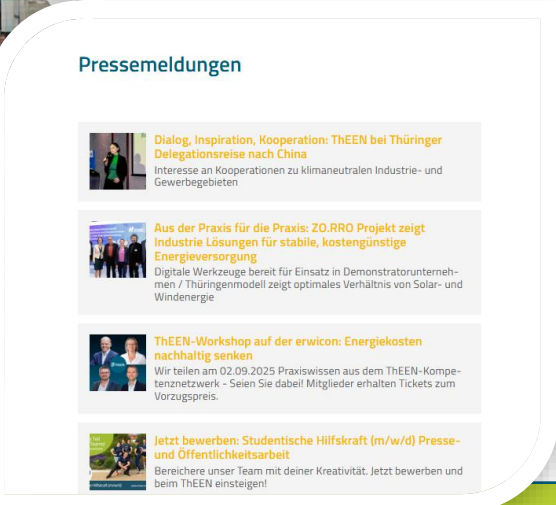 Pressemeldungen
Dialog, Inspiration, Kooperation: ThEEN bei Thüringer
Delegationsreise nach China
Interesse an Kooperationen zu klimaneutralen Industrie- und
Gewerbegebieten
Aus der Praxis für die Praxis: ZO.RRO Projekt zeigt
Industrie Lösungen für stabile, kostengünstige
Energieversorgung
Digitale Werkzeuge bereit für Einsatz in Demonstratorunterneh-
men / Thüringenmodell zeigt optimales Verhältnis von Solar- und
Windenergie
ThEEN-Workshop auf der erwicon: Energiekosten
nachhaltig senken
Wir teilen am 02.09.2025 Praxiswissen aus dem ThEEN-Kompe-
tenznetzwerk - Seien Sie dabei! Mitglieder erhalten Tickets zum
Vorzugspreis.
Jetzt bewerben: Studentische Hilfskraft (m/w/d) Presse-
und Öffentlichkeitsarbeit
Bereichere unser Team mit deiner Kreativität. Jetzt bewerben und
beim ThEEN einsteigen!